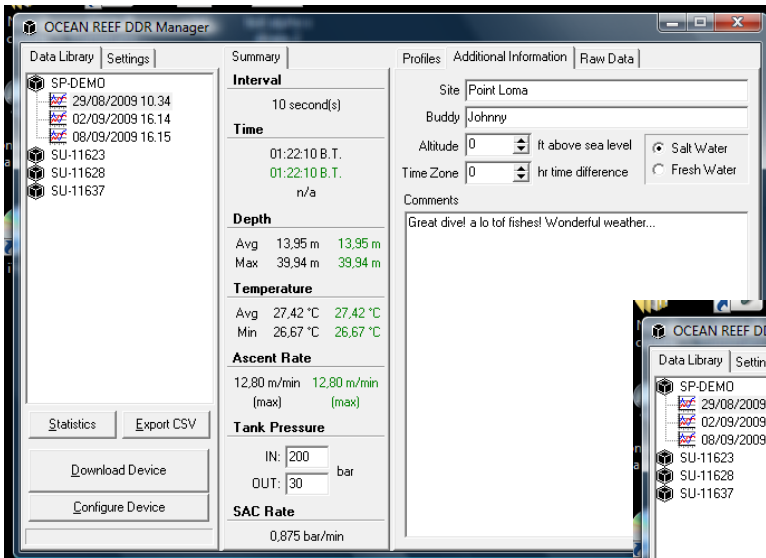 OCEAN REEF DDR Manager
Data Library
Settings
SP-DEMO
29/08/2009 10.34
02/09/2009 16.14
08/09/2009 16.15
SU-11623
SU-11628
SU-11637
Statistics
Export CSV
Download Device
Configure Device
Summary
Interval
10 second(s)
Time
01:22:10 B.T.
01:22:10 B.T.
n/a
Depth
Avg 13,95 m 13,95 m
Max 39,94 m 39,94 m
Temperature
Avg 27,42 °C 27,42 °C
Min 26,67 °C 26,67 °C
Ascent Rate
12,80 m/min 12,80 m/min
(max) (max)
Tank Pressure
IN: 200
bar
OUT: 30
SAC Rate
0,875 bar/min
Profiles
Additional Information
Raw Data
Site Point Loma
Buddy Johnny
Altitude 0 ft above sea level
Time Zone 0 hr time difference
Salt Water
Fresh Water
Comments
Great dive! a lo tof fishes! Wonderful weather...
OCEAN REEF DD
Data Library
Settin
SP-DEMO
29/08/2009
02/09/2009
08/09/2009
SU-11623
SU-11628
SU-11637